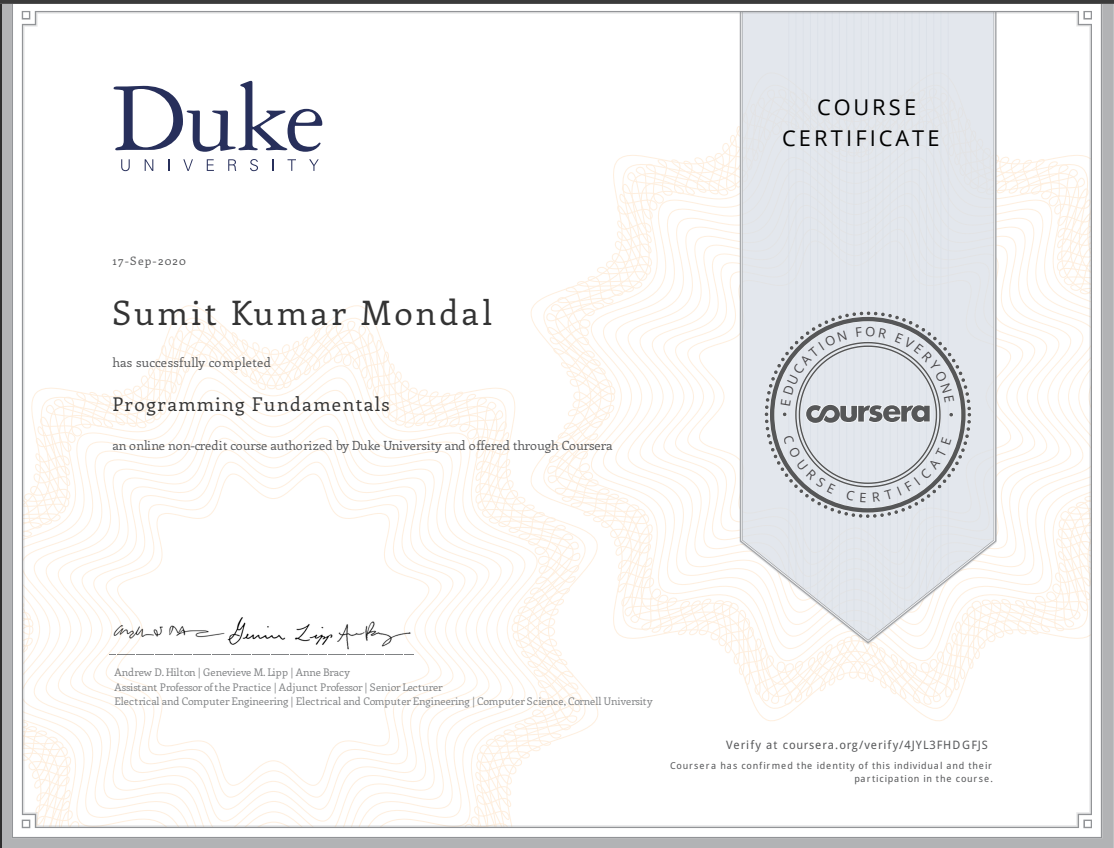 Duke
UNIVERSITY
COURSE
CERTIFICATE
17-Sep-2020
Sumit Kumar Mondal
has successfully completed
Programming Fundamentals
an online non-credit course authorized by Duke University and offered through Coursera
EDUCATION FOR EVERYONE
coursera
COURSE CERTIFICATE
Andrew D. Hilton | Genevieve M. Lipp | Anne Bracy
Assistant Professor of the Practice | Adjunct Professor | Senior Lecturer
Electrical and Computer Engineering | Electrical and Computer Engineering | Computer Science, Cornell University
Verify at coursera.org/verify/4JYL3FHDGFJS
Coursera has confirmed the identity of this individual and their
participation in the course.